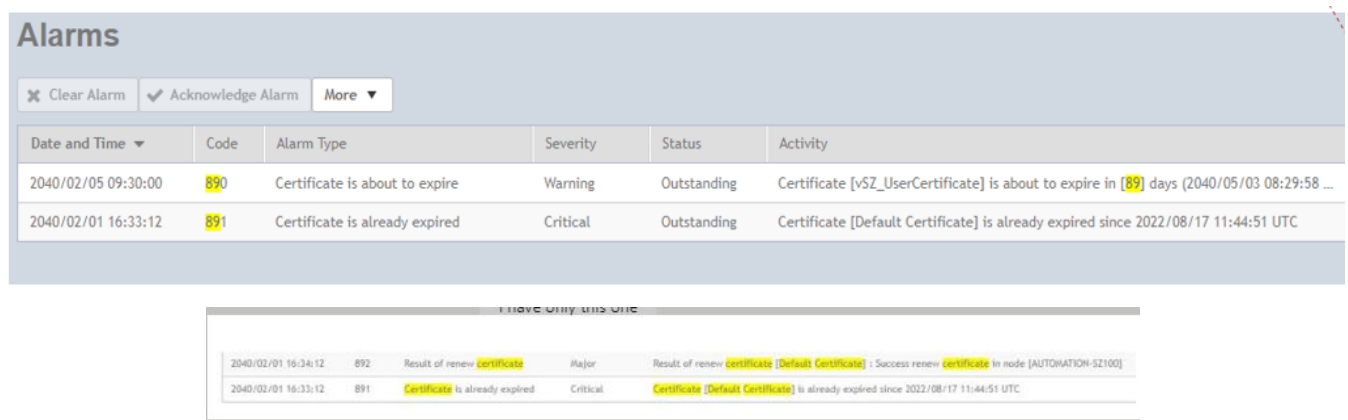 Alarms
Clear Alarm Acknowledge Alarm More
Date and Time Code Alarm Type Severity Status Activity
2040/02/05 09:30:00 890 Certificate is about to expire Warning Outstanding Certificate [vSZ_UserCertificate] is about to expire in [89] days (2040/05/03 08:29:58 ...
2040/02/01 16:33:12 891 Certificate is already expired Critical Outstanding Certificate [Default Certificate] is already expired since 2022/08/17 11:44:51 UTC
I have only this one
2040/02/01 16:34:12 892 Result of renew certificate Major Result of renew certificate [Default Certificate] : Success renew certificate in node [AUTOMATION-SZ100]
2040/02/01 16:33:12 891 Certificate is already expired Critical Certificate [Default Certificate] is already expired since 2022/08/17 11:44:51 UTC